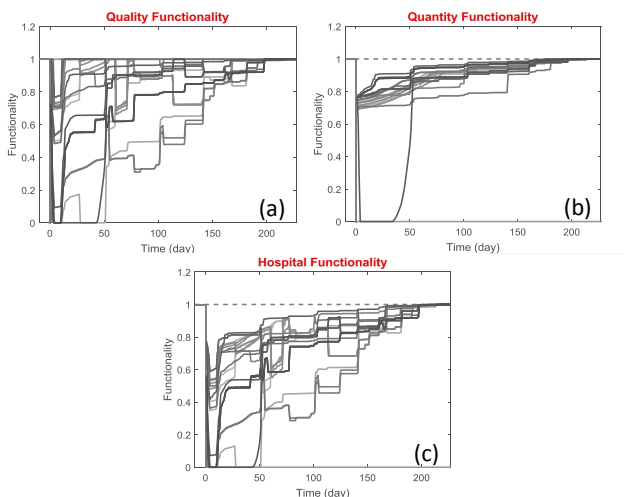 Quality Functionality
1.2
1
0.8
0.6
0.4
0.2
0
Functionality
0 50 100 150 200
Time (day)
(a)
Quantity Functionality
1.2
1
0.8
0.6
0.4
0.2
0
Functionality
0 50 100 150 200
Time (day)
(b)
Hospital Functionality
1.2
1
0.8
0.6
0.4
0.2
0
Functionality
0 50 100 150 200
Time (day)
(c)